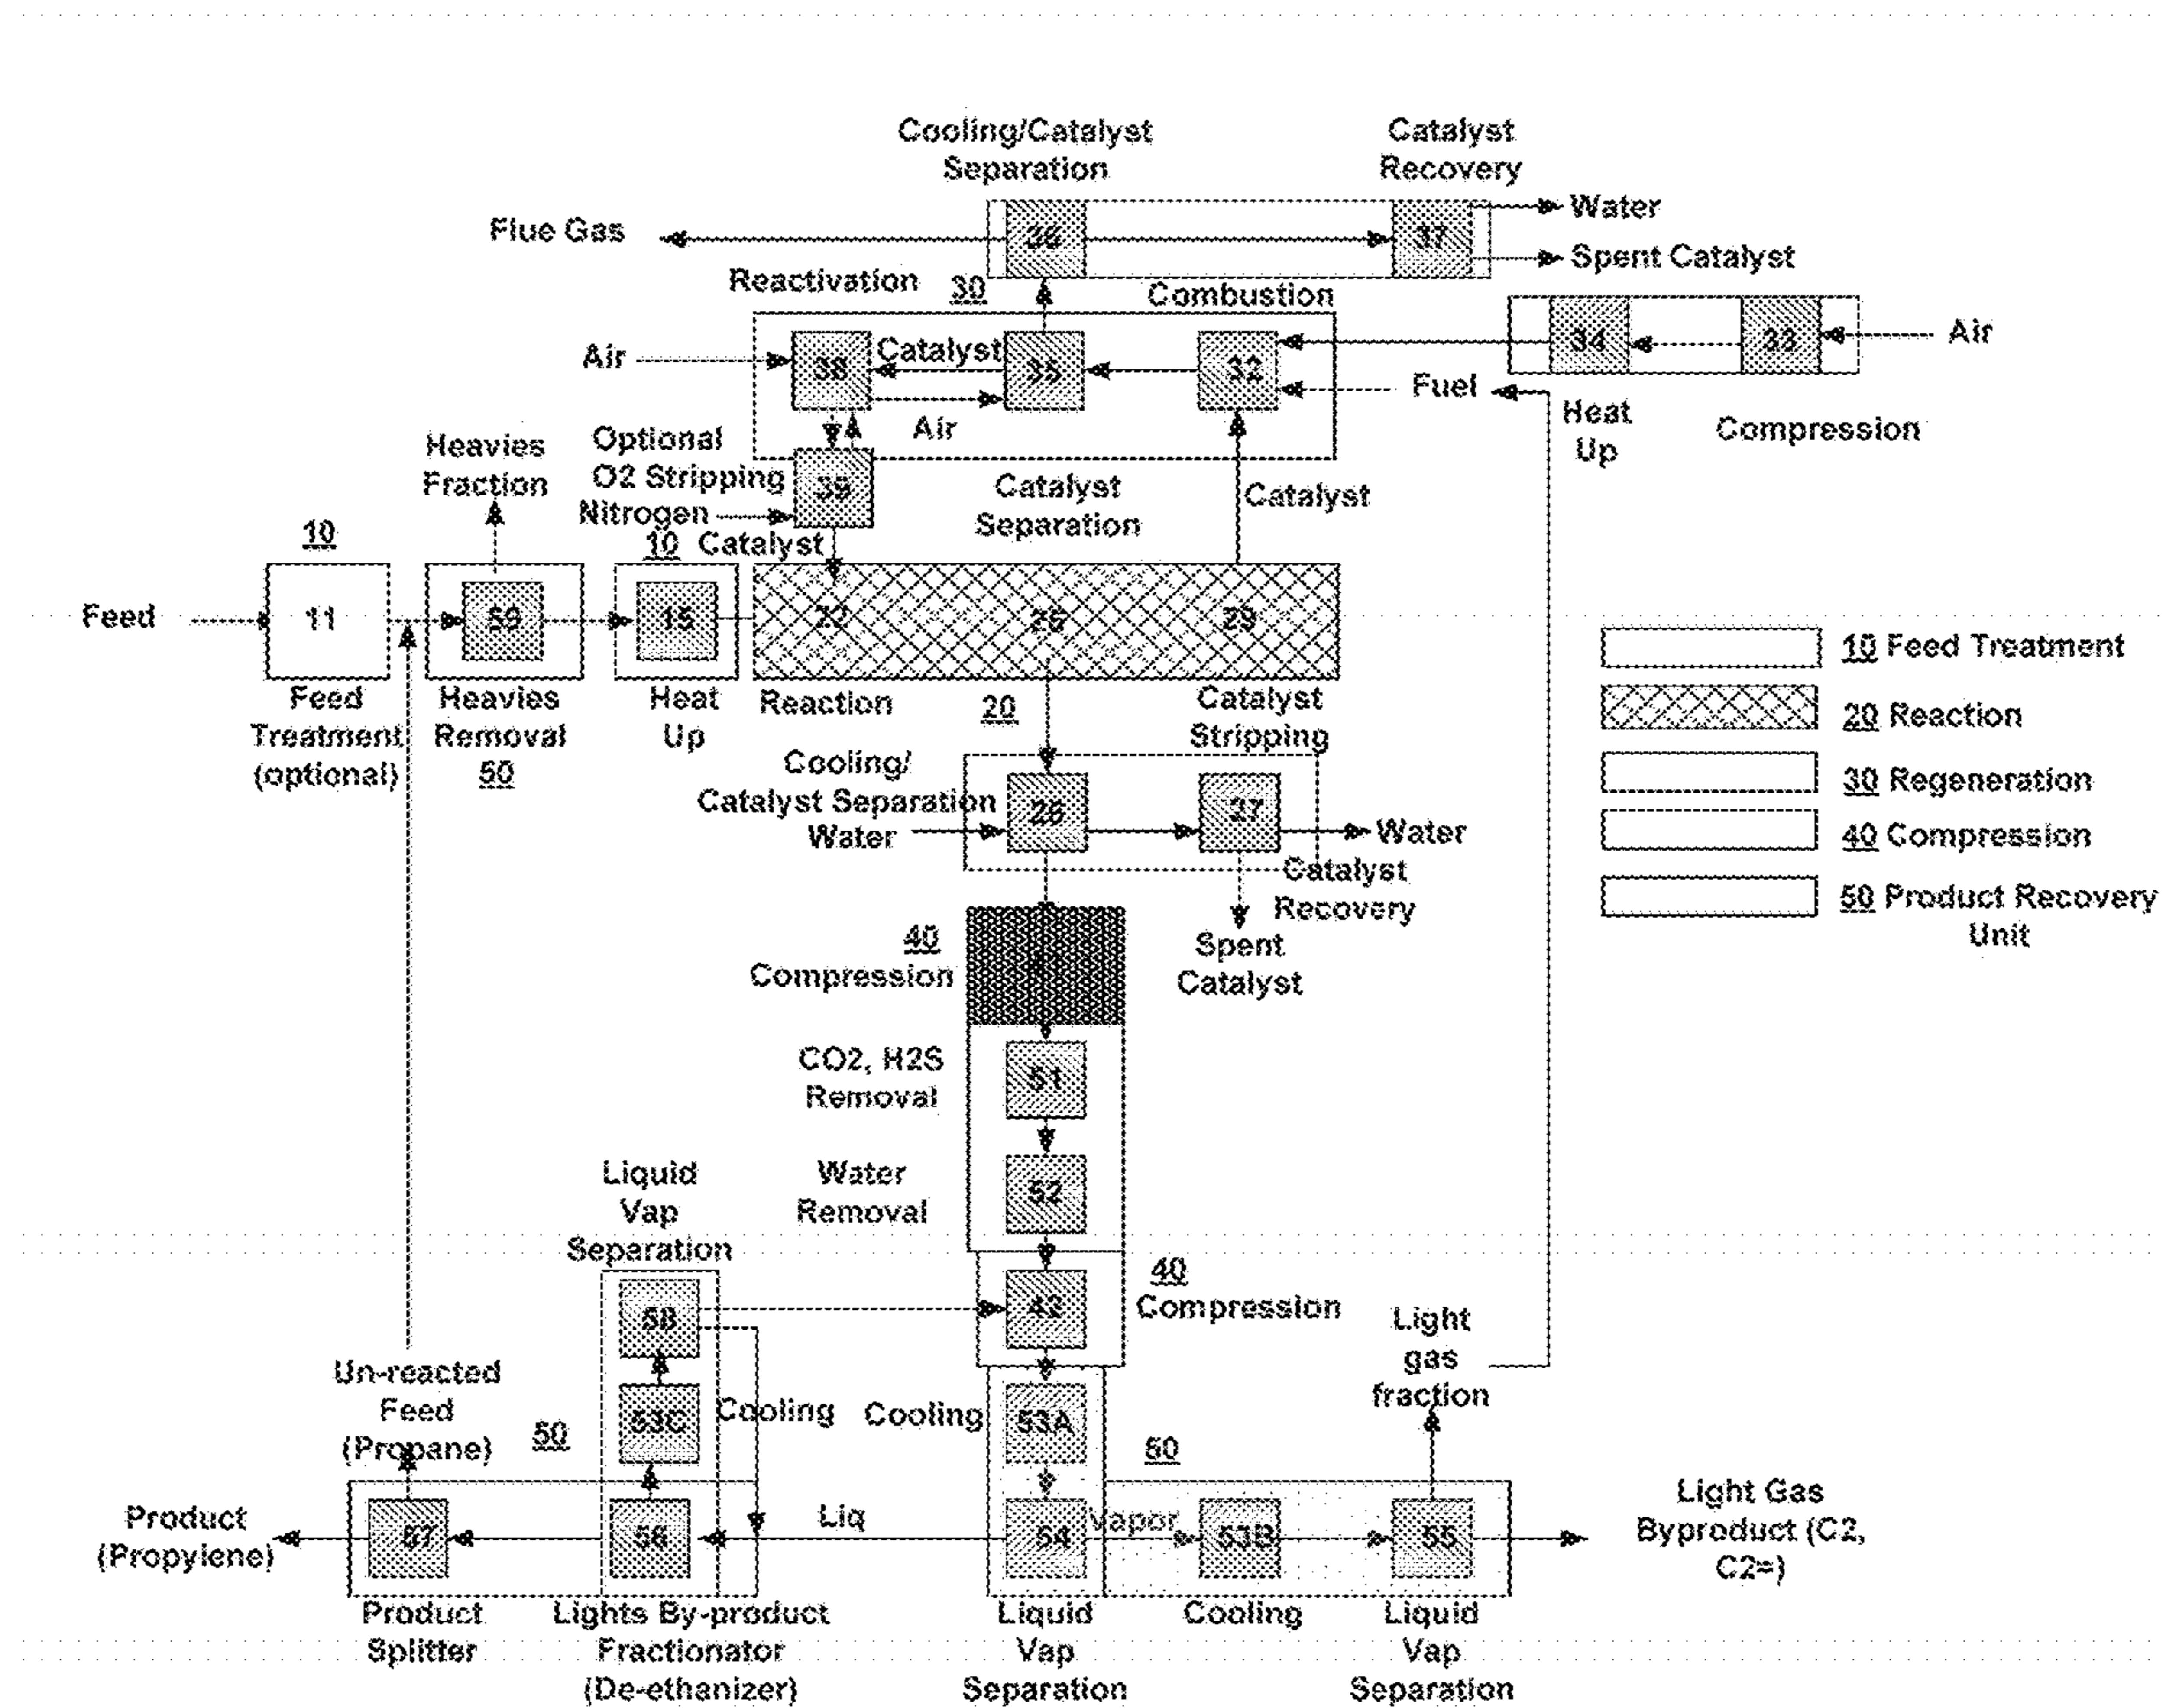 Cooling/Catalyst
Separation
Catalyst
Recovery
Flue Gas
36
37
Water
Spent Catalyst
Reactivation
30
Combustion
Air
38
Catalyst
35
32
34
33
Air
Fuel
Air
Heat
Up
Compression
Heavies
Fraction
Optional
O2 Stripping
Nitrogen
39
Catalyst
Separation
Catalyst
10
10
Catalyst
Feed
11
59
15
22
29
Feed
Treatment
(optional)
Heavies
Removal
50
Heat
Up
Reaction
20
Catalyst
Stripping
10 Feed Treatment
20 Reaction
30 Regeneration
40 Compression
50 Product Recovery
Unit
Cooling/
Catalyst Separation
Water
26
27
Water
Catalyst
Recovery
Spent
Catalyst
40
Compression
CO2, H2S
Removal
51
Water
Removal
52
Liquid
Vap
Separation
58
42
40
Compression
Light
gas
fraction
Un-reacted
Feed
(Propane)
50
53C
Cooling
Cooling
53A
50
Product
(Propylene)
57
56
Liq
54
Vapor
53B
55
Light Gas
Byproduct (C2,
C2=)
Product
Splitter
Lights By-product
Fractionator
(De-ethanizer)
Liquid
Vap
Separation
Cooling
Liquid
Vap
Separation